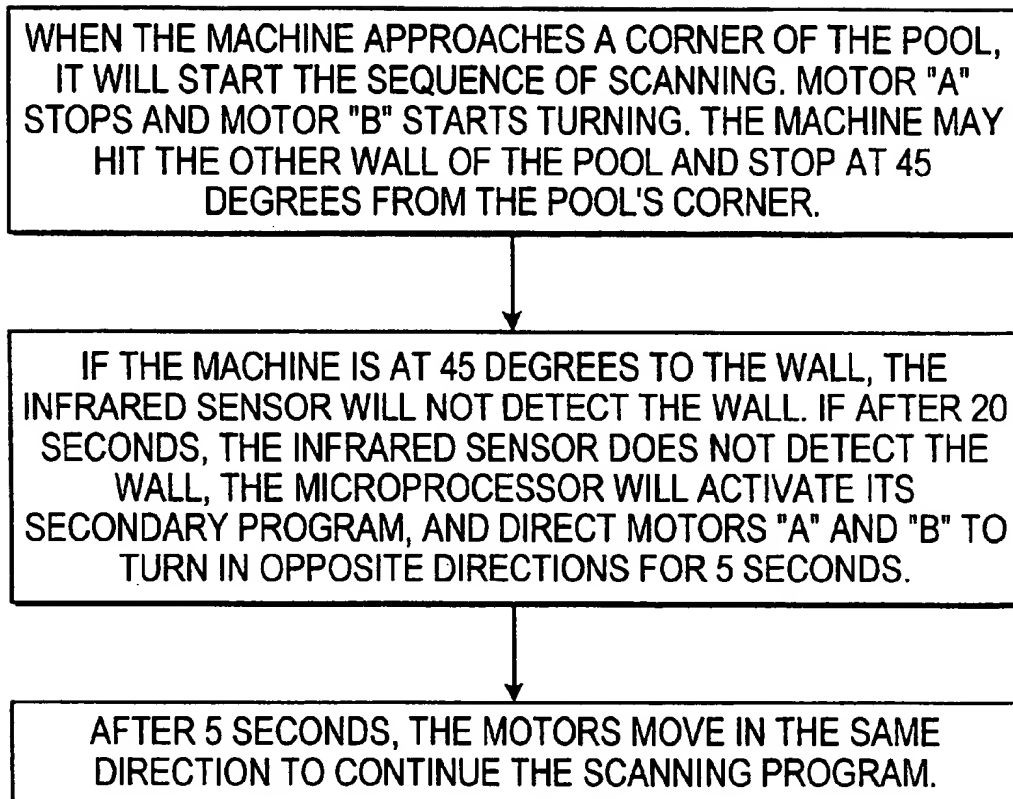 WHEN THE MACHINE APPROACHES A CORNER OF THE POOL,
IT WILL START THE SEQUENCE OF SCANNING. MOTOR "A"
STOPS AND MOTOR "B" STARTS TURNING. THE MACHINE MAY
HIT THE OTHER WALL OF THE POOL AND STOP AT 45
DEGREES FROM THE POOL'S CORNER.
IF THE MACHINE IS AT 45 DEGREES TO THE WALL, THE
INFRARED SENSOR WILL NOT DETECT THE WALL. IF AFTER 20
SECONDS, THE INFRARED SENSOR DOES NOT DETECT THE
WALL, THE MICROPROCESSOR WILL ACTIVATE ITS
SECONDARY PROGRAM, AND DIRECT MOTORS "A" AND "B" TO
TURN IN OPPOSITE DIRECTIONS FOR 5 SECONDS.
AFTER 5 SECONDS, THE MOTORS MOVE IN THE SAME
DIRECTION TO CONTINUE THE SCANNING PROGRAM.